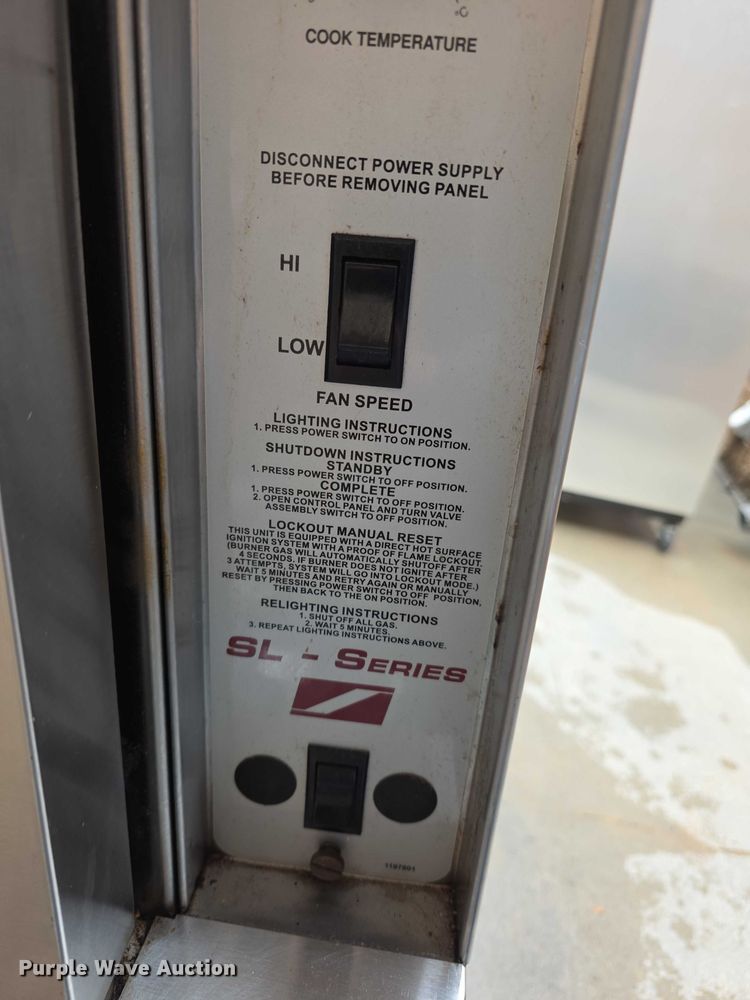 °C
COOK TEMPERATURE
DISCONNECT POWER SUPPLY
BEFORE REMOVING PANEL
HI
LOW
FAN SPEED
LIGHTING INSTRUCTIONS
1. PRESS POWER SWITCH TO ON POSITION.
SHUTDOWN INSTRUCTIONS
STANDBY
1. PRESS POWER SWITCH TO OFF POSITION.
COMPLETE
1. PRESS POWER SWITCH TO OFF POSITION.
2. OPEN CONTROL PANEL AND TURN VALVE
ASSEMBLY SWITCH TO OFF POSITION.
LOCKOUT MANUAL RESET
THIS UNIT IS EQUIPPED WITH A DIRECT HOT SURFACE
IGNITION SYSTEM WITH A PROOF OF FLAME LOCKOUT.
(BURNER GAS WILL AUTOMATICALLY SHUTOFF AFTER
4 SECONDS, IF BURNER DOES NOT IGNITE AFTER
3 ATTEMPTS, SYSTEM WILL GO INTO LOCKOUT MODE.)
WAIT 5 MINUTES AND RETRY AGAIN OR MANUALLY
RESET BY PRESSING POWER SWITCH TO OFF POSITION,
THEN BACK TO THE ON POSITION.
RELIGHTING INSTRUCTIONS
1. SHUT OFF ALL GAS.
2. WAIT 5 MINUTES.
3. REPEAT LIGHTING INSTRUCTIONS ABOVE.
SL - SERIES
1197601
Purple Wave Auction